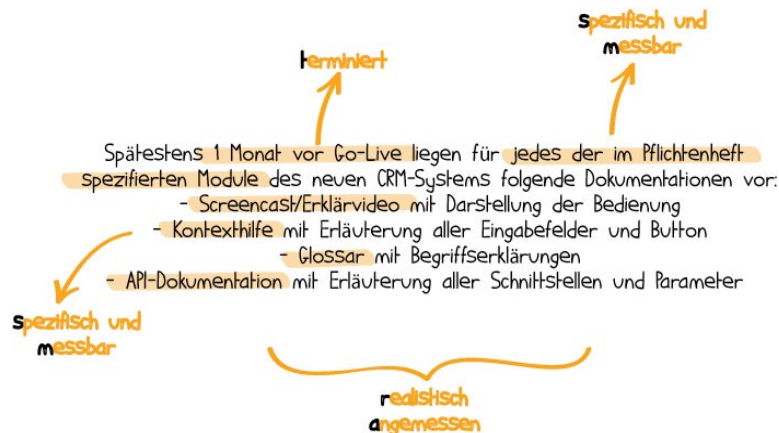 spezifisch und
messbar
terminiert
Spätestens 1 Monat vor Go-Live liegen für jedes der im Pflichtenheft
spezifierten Module des neuen CRM-Systems folgende Dokumentationen vor:
- Screencast/Erklärvideo mit Darstellung der Bedienung
- Kontexthilfe mit Erläuterung aller Eingabefelder und Button
- Glossar mit Begriffserklärungen
- API-Dokumentation mit Erläuterung aller Schnittstellen und Parameter
spezifisch und
messbar
realistisch
angemessen